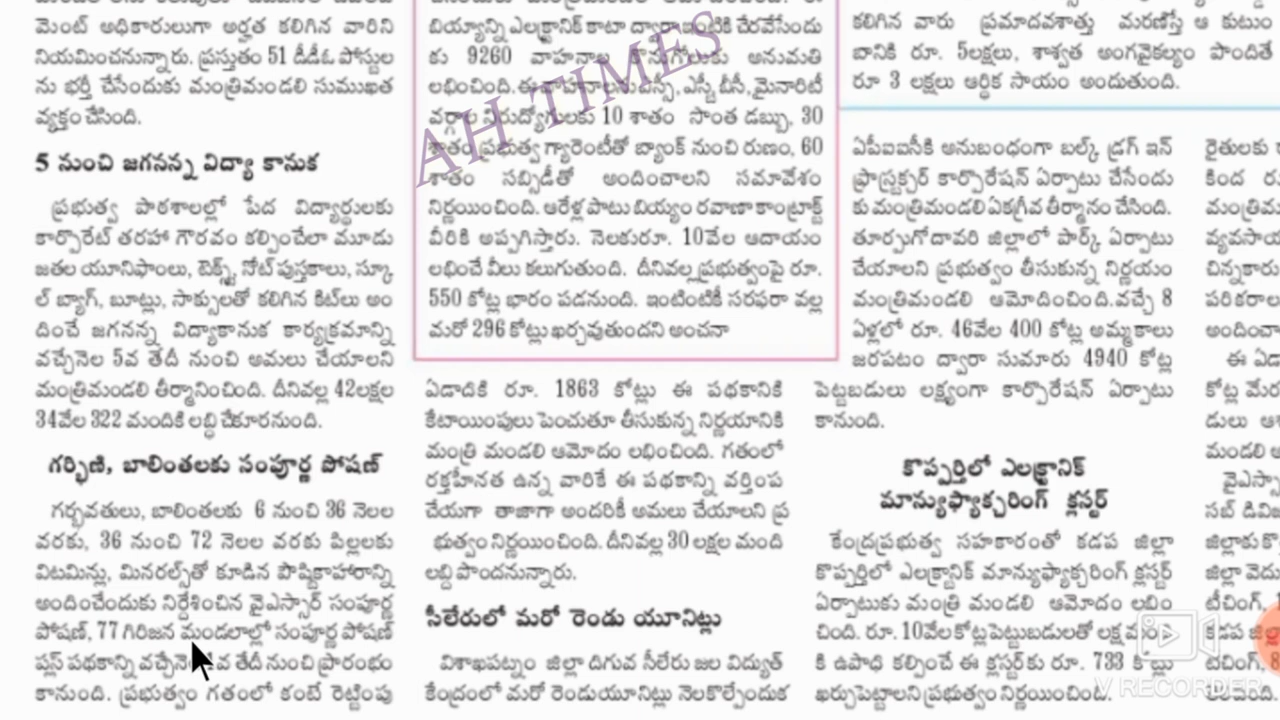 మెంట్ అధికారులుగా అర్హత కలిగిన వారిని
నియమించనున్నారు. ప్రస్తుతం 51 డీడీఓ పోస్టుల
ను భర్తీ చేసేందుకు మంత్రిమండలి సుముఖత
వ్యక్తం చేసింది.
5 నుంచి జగనన్న విద్యా కానుక
ప్రభుత్వ పాఠశాలల్లో పేద విద్యార్థులకు
కార్పొరేట్ తరహా గౌరవం కల్పించేలా మూడు
జతల యూనిఫాంలు, టెక్స్ట్, నోట్ పుస్తకాలు, స్కూ
ల్ బ్యాగ్, బూట్లు, సాక్సులతో కలిగిన కిట్‌లు అం
దించే జగనన్న విద్యాకానుక కార్యక్రమాన్ని
వచ్చేనెల 5వ తేదీ నుంచి అమలు చేయాలని
మంత్రిమండలి తీర్మానించింది. దీనివల్ల 42లక్షల
34వేల 322 మందికి లబ్ధి చేకూరనుంది.
గర్భిణి, బాలింతలకు సంపూర్ణ పోషణ్
గర్భవతులు, బాలింతలకు 6 నుంచి 36 నెలల
వరకు, 36 నుంచి 72 నెలల వరకు పిల్లలకు
విటమిన్లు, మినరల్స్‌తో కూడిన పౌష్టికాహారాన్ని
అందించేందుకు నిర్దేశించిన వైఎస్సార్ సంపూర్ణ
పోషణ్, 77 గిరిజన మండలాల్లో సంపూర్ణ పోషణ్
ప్లస్ పథకాన్ని వచ్చేనెల వ తేదీ నుంచి ప్రారంభం
కానుంది. ప్రభుత్వం గతంలో కంటే రెట్టింపు
బియ్యాన్ని ఎలక్ట్రానిక్ కాటా ద్వారా ఇంటికి చేరవేసేందు
కు 9260 వాహనాల కొనుగోలుకు అనుమతి
లభించింది. ఈ వాహనాలను ఎస్సీ, ఎస్టీ బీసీ, మైనారిటీ
వర్గాల నిరుద్యోగులకు 10 శాతం సొంత డబ్బు, 30
శాతం ప్రభుత్వ గ్యారెంటీతో బ్యాంక్ నుంచి రుణం, 60
శాతం సబ్సిడీతో అందించాలని సమావేశం
నిర్ణయించింది. ఆరేళ్ల పాటు బియ్యం రవాణా కాంట్రాక్ట్
వీరికి అప్పగిస్తారు. నెలకురూ. 10వేల ఆదాయం
లభించే వీలు కలుగుతుంది. దీనివల్ల ప్రభుత్వంపై రూ.
550 కోట్ల భారం పడనుంది. ఇంటింటికీ సరఫరా వల్ల
మరో 296 కోట్లు ఖర్చవుతుందని అంచనా
AH TIMES
ఏడాదికి రూ. 1863 కోట్లు ఈ పథకానికి
కేటాయింపులు పెంచుతూ తీసుకున్న నిర్ణయానికి
మంత్రి మండలి ఆమోదం లభించింది. గతంలో
రక్తహీనత ఉన్న వారికే ఈ పథకాన్ని వర్తింప
చేయగా తాజాగా అందరికీ అమలు చేయాలని ప్ర
భుత్వం నిర్ణయించింది. దీనివల్ల 30 లక్షల మంది
లబ్ధి పొందనున్నారు.
సీలేరులో మరో రెండు యూనిట్లు
విశాఖపట్నం జిల్లా దిగువ సీలేరు జల విద్యుత్
కేంద్రంలో మరో రెండుయూనిట్లు నెలకొల్పేందుక
కలిగిన వారు ప్రమాదవశాత్తు మరణిస్తే ఆ కుటుం
బానికి రూ. 5లక్షలు, శాశ్వత అంగవైకల్యం పొందితే
రూ 3 లక్షలు ఆర్థిక సాయం అందుతుంది.
ఏపీఐఐసీకి అనుబంధంగా బల్క్ డ్రగ్ ఇన్
ఫ్రాస్ట్రక్చర్ కార్పొరేషన్ ఏర్పాటు చేసేందు
కు మంత్రిమండలి ఏకగ్రీవ తీర్మానం చేసింది.
తూర్పుగోదావరి జిల్లాలో పార్క్ ఏర్పాటు
చేయాలని ప్రభుత్వం తీసుకున్న నిర్ణయం
మంత్రిమండలి ఆమోదించింది. వచ్చే 8
ఏళ్లలో రూ. 46వేల 400 కోట్ల అమ్మకాలు
జరపటం ద్వారా సుమారు 4940 కోట్ల
పెట్టుబడులు లక్ష్యంగా కార్పొరేషన్ ఏర్పాటు
కానుంది.
కొప్పర్తిలో ఎలక్ట్రానిక్
మాన్యుఫ్యాక్చరింగ్ క్లస్టర్
కేంద్రప్రభుత్వ సహకారంతో కడప జిల్లా
కొప్పర్తిలో ఎలక్ట్రానిక్ మాన్యుఫ్యాక్చరింగ్ క్లస్టర్
ఏర్పాటుకు మంత్రి మండలి ఆమోదం లభిం
చింది. రూ. 10వేల కోట్ల పెట్టుబడులతో లక్ష
కి ఉపాధి కల్పించే ఈ క్లస్టర్‌కు రూ. 733 కోట్లు
ఖర్చుపెట్టాలని ప్రభుత్వం నిర్ణయించింది.
రైతులకు
కింద
V RECORDER